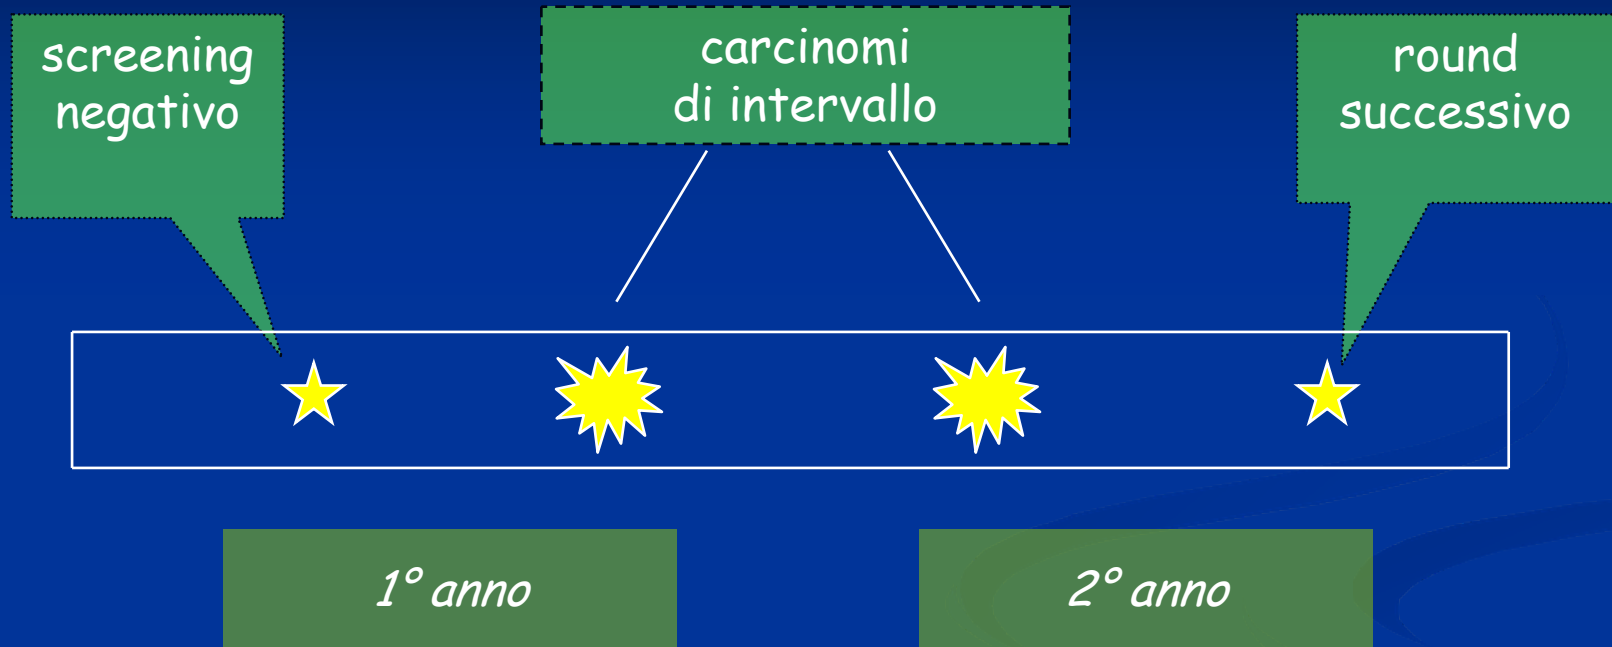 screening
negativo
carcinomi
di intervallo
round
successivo
1° anno
2° anno